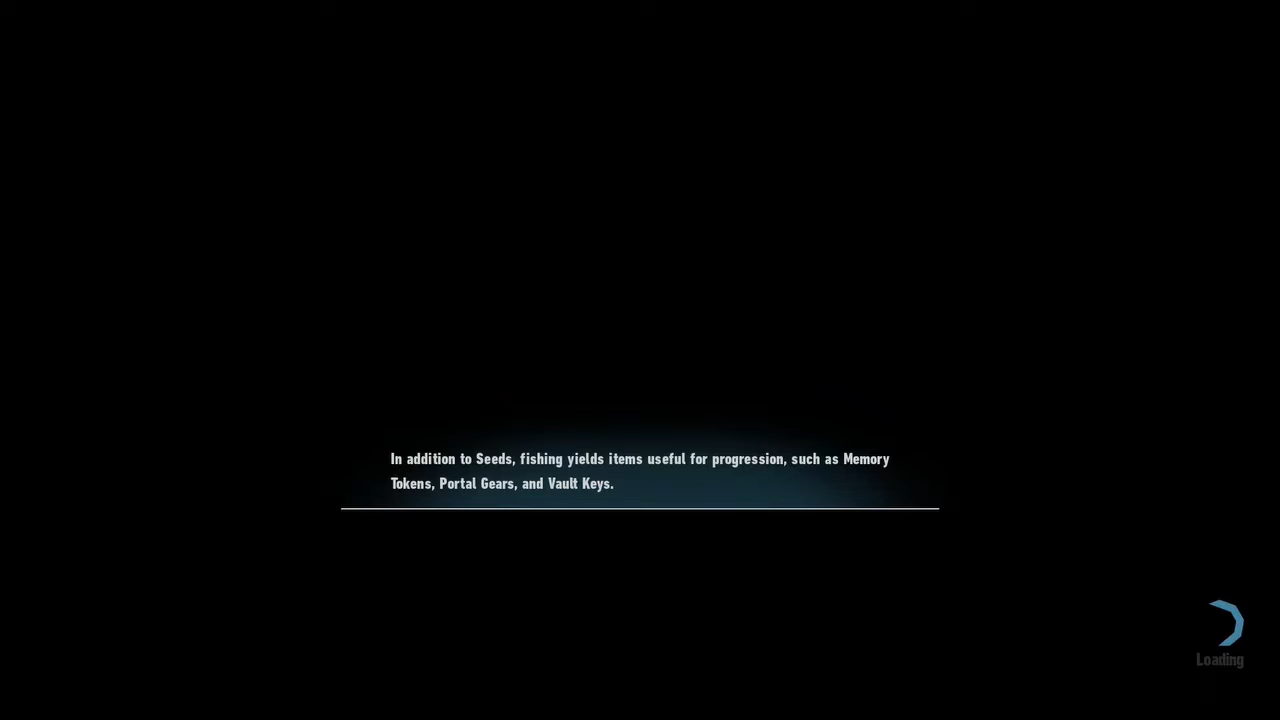 In addition to Seeds, fishing yields items useful for progression, such as Memory
Tokens, Portal Gears, and Vault Keys.
Loading